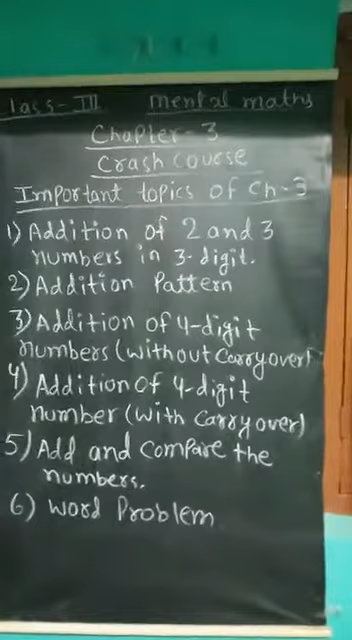 lass-III mental maths
Chapter-3
Crash course
Important topics of Ch-3
1) Addition of 2 and 3
numbers in 3-digit.
2) Addition Pattern
3) Addition of 4-digit
numbers (without carryover)
4) Addition of 4-digit
number (with carryover)
5) Add and compare the
numbers.
6) word Problem